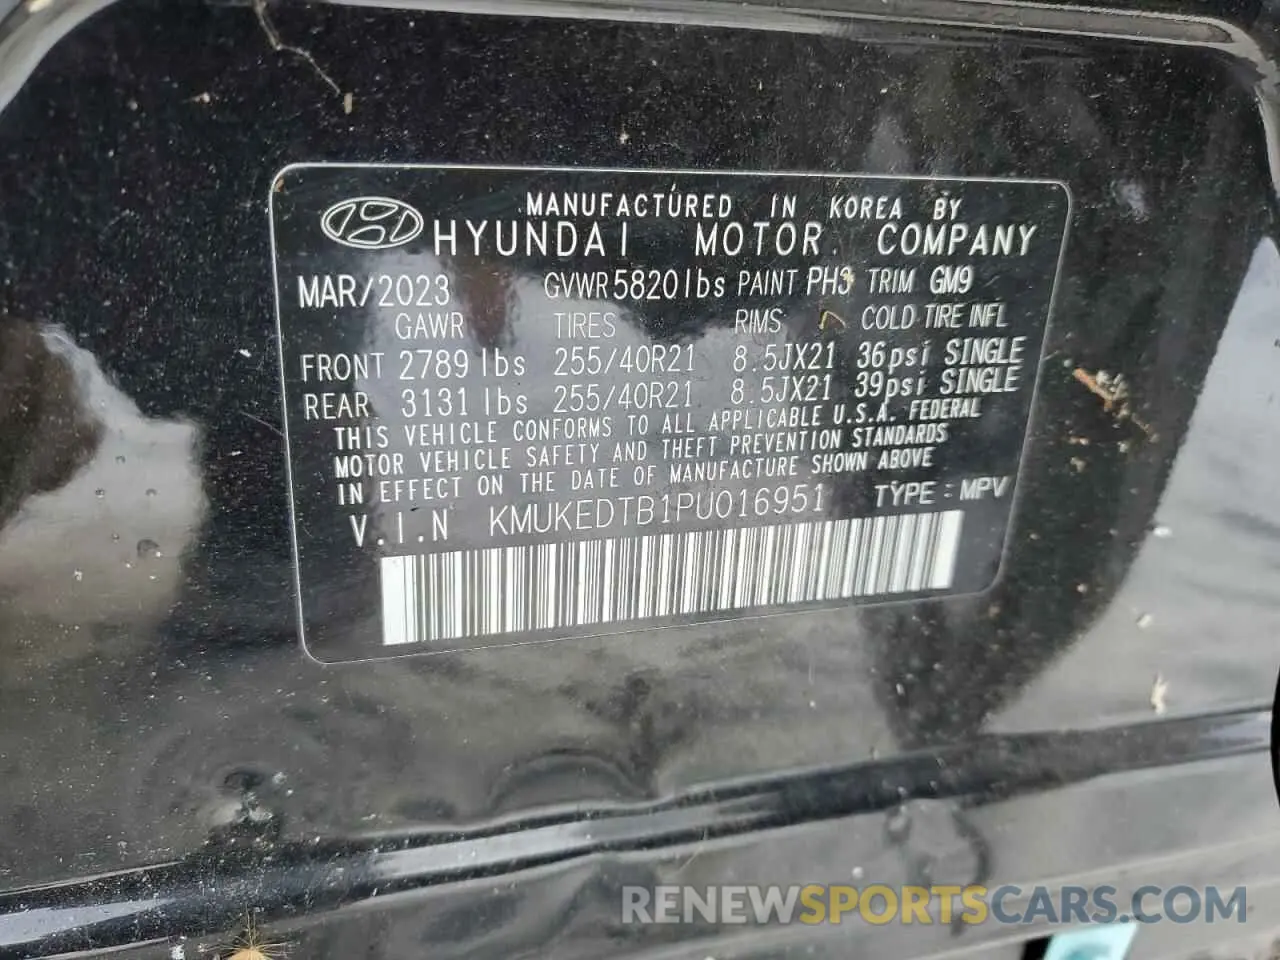 MANUFACTURED IN KOREA BY
HYUNDAI MOTOR COMPANY
MAR/2023 GVWR 5820 lbs PAINT PH3 TRIM GM9
GAWR TIRES RIMS COLD TIRE INFL
FRONT 2789 lbs 255/40R21 8.5JX21 36psi SINGLE
REAR 3131 lbs 255/40R21 8.5JX21 39psi SINGLE
THIS VEHICLE CONFORMS TO ALL APPLICABLE U.S.A. FEDERAL
MOTOR VEHICLE SAFETY AND THEFT PREVENTION STANDARDS
IN EFFECT ON THE DATE OF MANUFACTURE SHOWN ABOVE
V.I.N KMUKEDTB1PU016951 TYPE : MPV
RENEWSPORTSCARS.COM